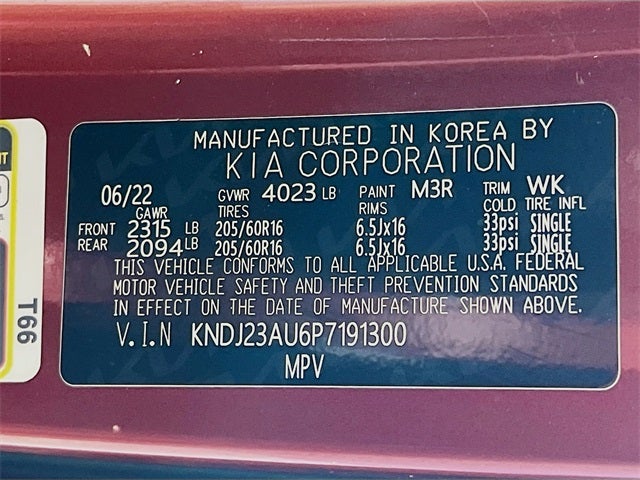 MANUFACTURED IN KOREA BY
KIA CORPORATION
06/22 GVWR 4023 LB PAINT M3R TRIM WK
GAWR TIRES RIMS COLD TIRE INFL
FRONT 2315 LB 205/60R16 6.5Jx16 33psi SINGLE
REAR 2094 LB 205/60R16 6.5Jx16 33psi SINGLE
THIS VEHICLE CONFORMS TO ALL APPLICABLE U.S.A. FEDERAL
MOTOR VEHICLE SAFETY AND THEFT PREVENTION STANDARDS
IN EFFECT ON THE DATE OF MANUFACTURE SHOWN ABOVE.
V.I.N KNDJ23AU6P7191300
MPV
T66